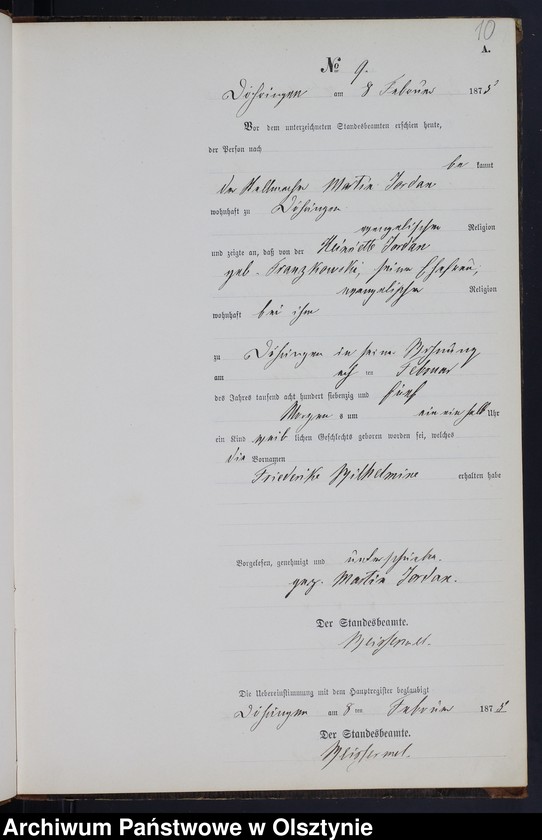 10
A.
No 9.
Döhringen am 8 Februar 1875
Vor dem unterzeichneten Standesbeamten erschien heute,
der Person nach
be kannt
der Martin Jordan
wohnhaft zu Döhringen
evangelischer Religion
und zeigte an, daß von der Henriette Jordan
geb. Franzkowski, seiner Ehefrau,
evangelischer Religion
wohnhaft bei ihm
zu Döhringen in seiner Wohnung
am ten Februar
des Jahres tausend acht hundert siebenzig und fünf
Morgen s um ein ein halb Uhr
ein Kind weib lichen Geschlechts geboren worden sei, welches
die Vornamen
Friederike Wilhelmine erhalten habe
Vorgelesen, genehmigt und unterschrieben.
gez. Martin Jordan.
Der Standesbeamte.
Die Uebereinstimmung mit dem Hauptregister beglaubigt
Döhringen am 8 ten Februar 1875
Der Standesbeamte.
Archiwum Państwowe w Olsztynie